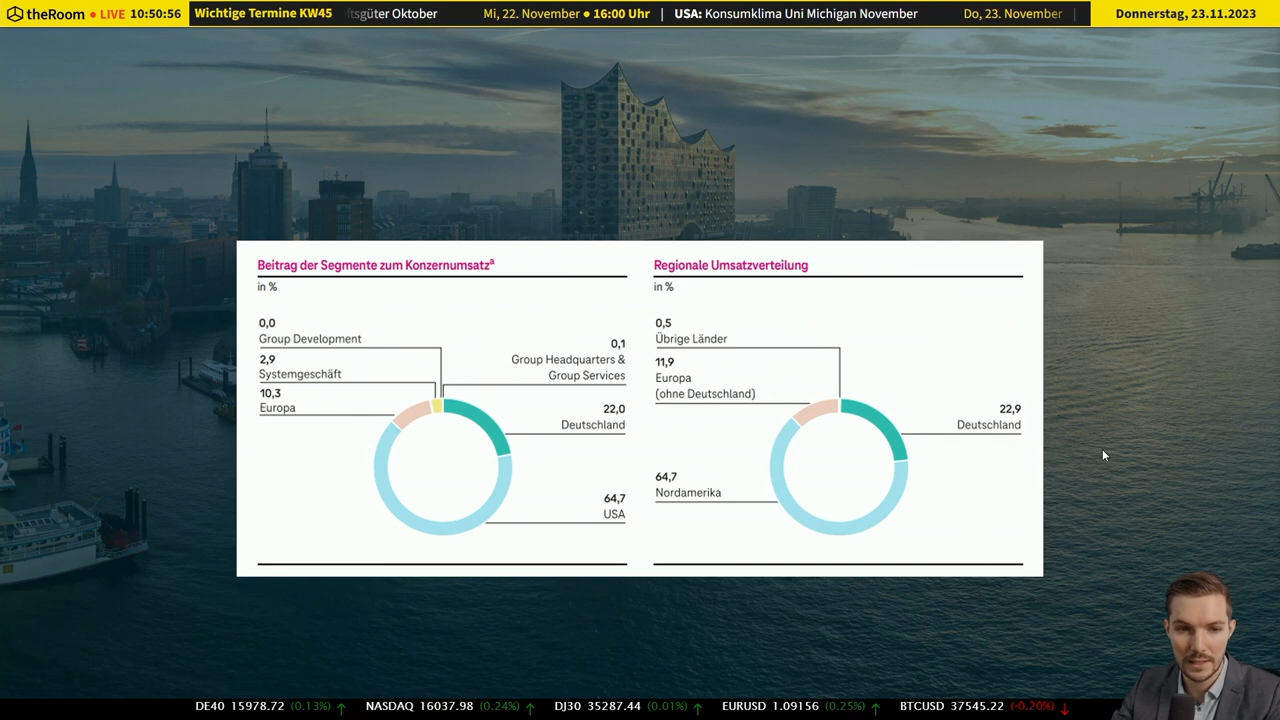 theRoom ● LIVE 10:50:56 Wichtige Termine KW45 ftsgüter Oktober Mi, 22. November ● 16:00 Uhr | USA: Konsumklima Uni Michigan November Do, 23. November | Donnerstag, 23.11.2023
Beitrag der Segmente zum Konzernumsatzª
in %
0,0
Group Development
2,9
Systemgeschäft
10,3
Europa
0,1
Group Headquarters &
Group Services
22,0
Deutschland
64,7
USA
Regionale Umsatzverteilung
in %
0,5
Übrige Länder
11,9
Europa
(ohne Deutschland)
64,7
Nordamerika
22,9
Deutschland
DE40 15978.72 (0.13%) ↑ NASDAQ 16037.98 (0.24%) ↑ DJ30 35287.44 (0.01%) ↑ EURUSD 1.09156 (0.25%) ↑ BTCUSD 37545.22 (-0.20%) ↓